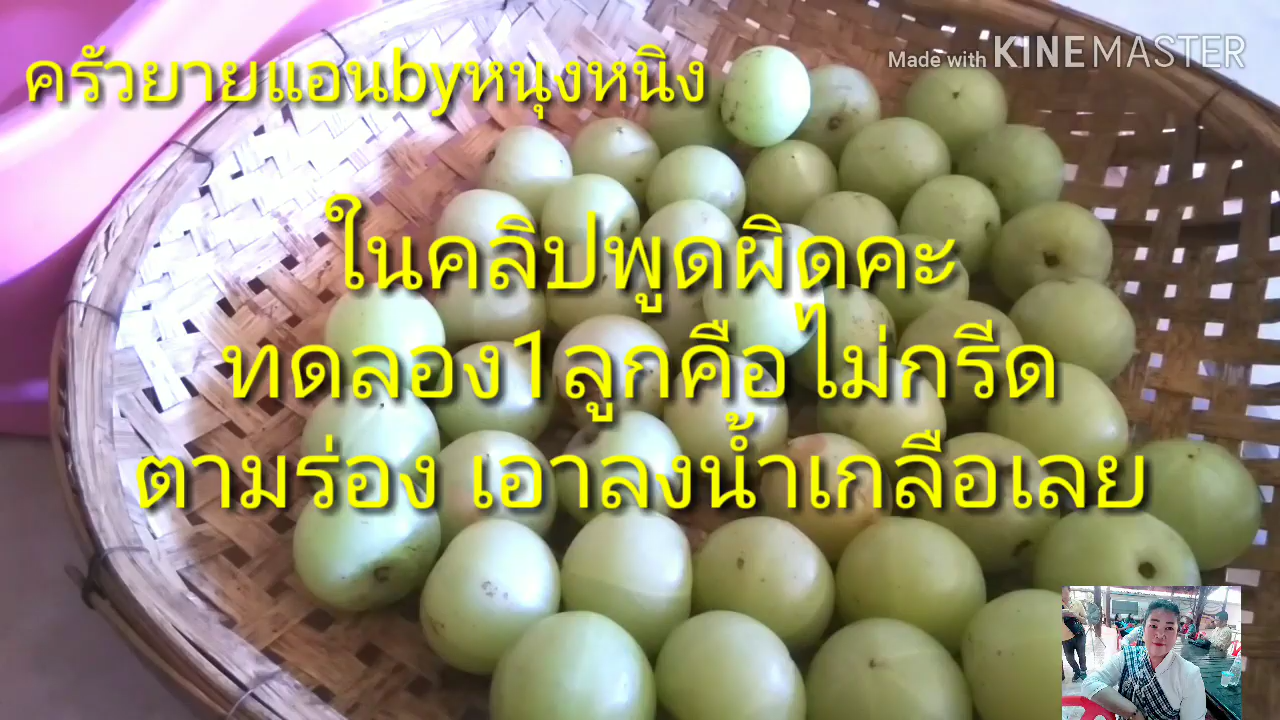 ครัวยายแอนbyหนุงหนิง
Made with KINEMASTER
ในคลิปพูดผิดคะ
ทดลอง1ลูกคือไม่กรีด
ตามร่อง เอาลงน้ำเกลือเลย